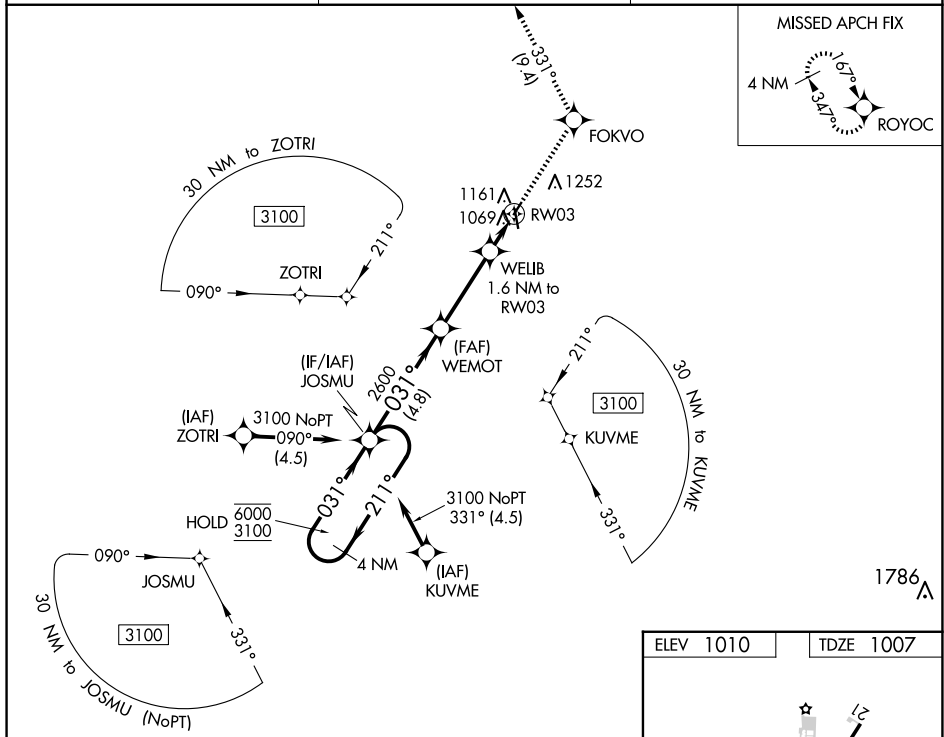 MISSED APCH FIX
4 NM
167°
347°
ROYOC
331°
(9.4)
FOKVO
30 NM to ZOTRI
3100
211°
090°
ZOTRI
1161
1252
1069
RW03
WELIB
1.6 NM to
RW03
(FAF)
WEMOT
(IF/IAF)
JOSMU
2600
031°
(4.8)
(IAF)
ZOTRI
3100 NoPT
090°
(4.5)
211°
30 NM to KUVME
3100
KUVME
331°
031°
211°
HOLD 6000
3100
4 NM
3100 NoPT
331° (4.5)
(IAF)
KUVME
090°
JOSMU
3100
331°
30 NM to JOSMU (NoPT)
1786
ELEV 1010
TDZE 1007
21